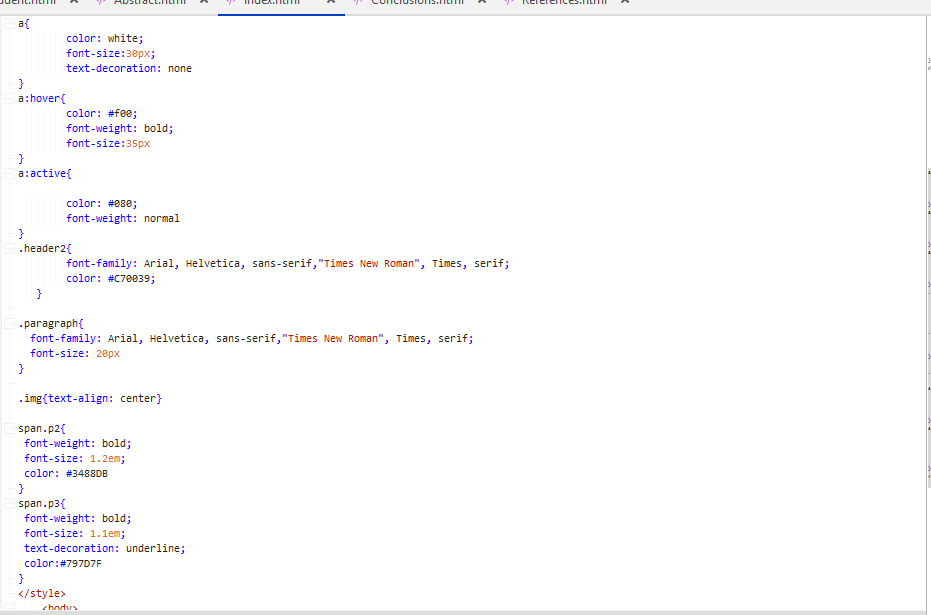 Abstract.html index.html Conclusions.html References.html
a{
color: white;
font-size:30px;
text-decoration: none
}
a:hover{
color: #f00;
font-weight: bold;
font-size:35px
}
a:active{
color: #080;
font-weight: normal
}
.header2{
font-family: Arial, Helvetica, sans-serif,"Times New Roman", Times, serif;
color: #C70039;
}
.paragraph{
font-family: Arial, Helvetica, sans-serif,"Times New Roman", Times, serif;
font-size: 20px
}
.img{text-align: center}
span.p2{
font-weight: bold;
font-size: 1.2em;
color: #3488DB
}
span.p3{
font-weight: bold;
font-size: 1.1em;
text-decoration: underline;
color:#797D7F
}
</style>
<body>